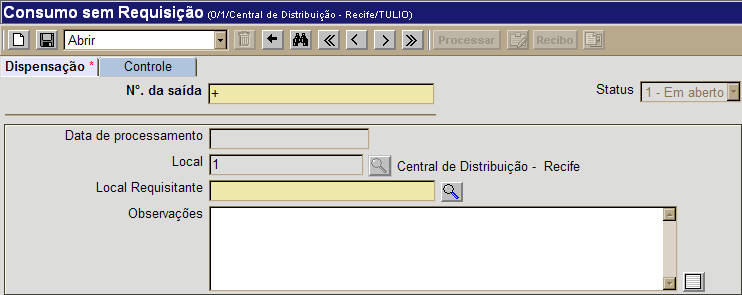 Consumo sem Requisição (0/1/Central de Distribuição - Recife/TULIO)
Abrir Processar Recibo
Dispensação * Controle
N°. da saída + Status 1 - Em aberto
Data de processamento
Local 1 Central de Distribuição - Recife
Local Requisitante
Observações